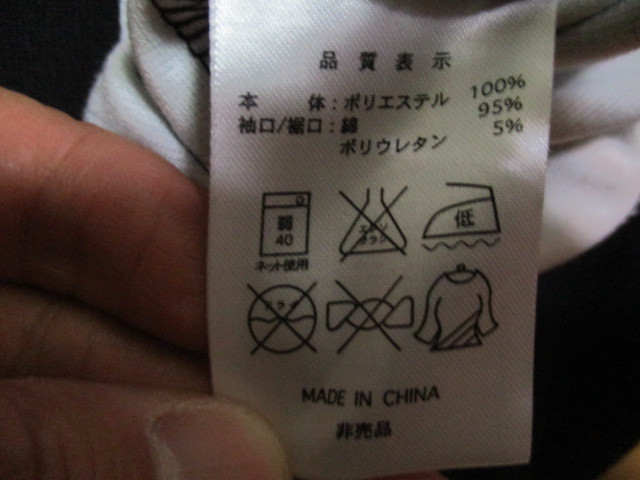 品質表示
本　体：ポリエステル 100%
袖口/裾口：綿 95%
ポリウレタン 5%
弱
40
ネット使用
エンソ
サラシ
低
ドライ
MADE IN CHINA
非売品